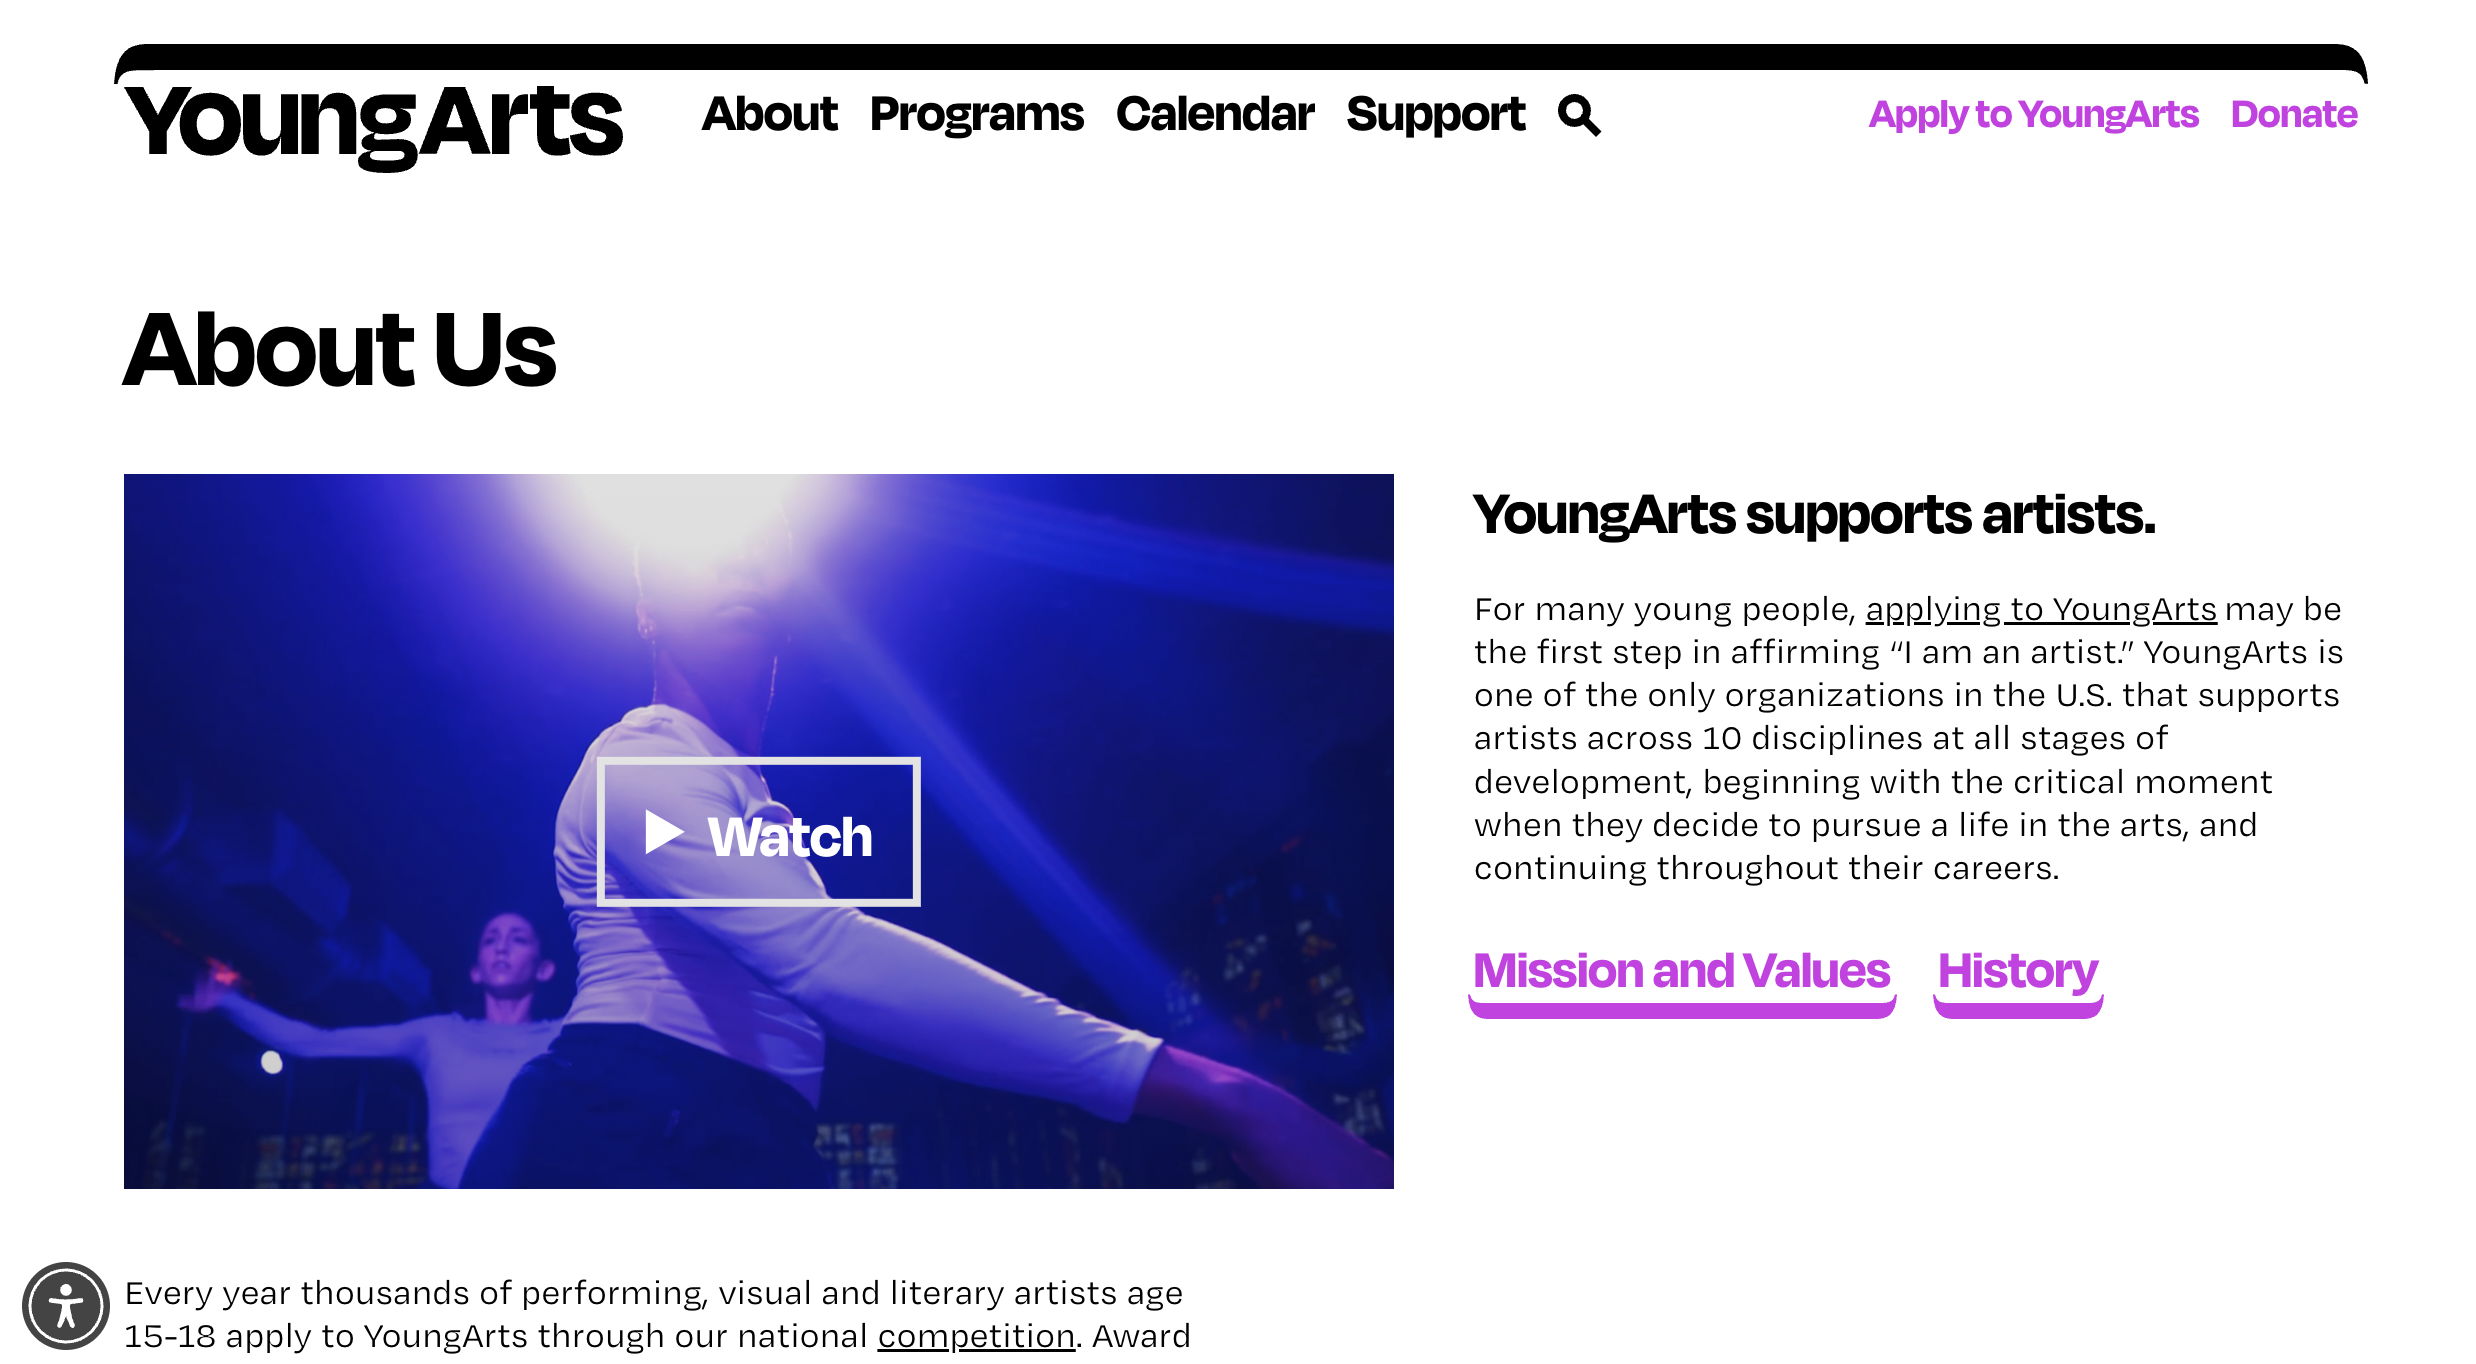 YoungArts
About Programs Calendar Support
Apply to YoungArts Donate
About Us
Watch
YoungArts supports artists.
For many young people, applying to YoungArts may be
the first step in affirming “I am an artist.” YoungArts is
one of the only organizations in the U.S. that supports
artists across 10 disciplines at all stages of
development, beginning with the critical moment
when they decide to pursue a life in the arts, and
continuing throughout their careers.
Mission and Values History
Every year thousands of performing, visual and literary artists age
15-18 apply to YoungArts through our national competition. Award